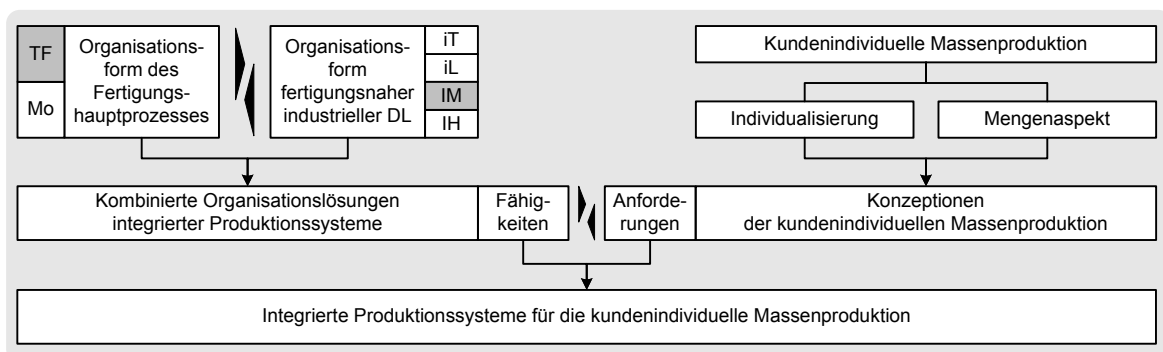 TF
Mo
Organisations-
form des
Fertigungs-
hauptprozesses
Organisations-
form
fertigungsnaher
industrieller DL
iT
iL
IM
IH
Kundenindividuelle Massenproduktion
Individualisierung
Mengenaspekt
Kombinierte Organisationslösungen
integrierter Produktionssysteme
Fähig-
keiten
Anforde-
rungen
Konzeptionen
der kundenindividuellen Massenproduktion
Integrierte Produktionssysteme für die kundenindividuelle Massenproduktion